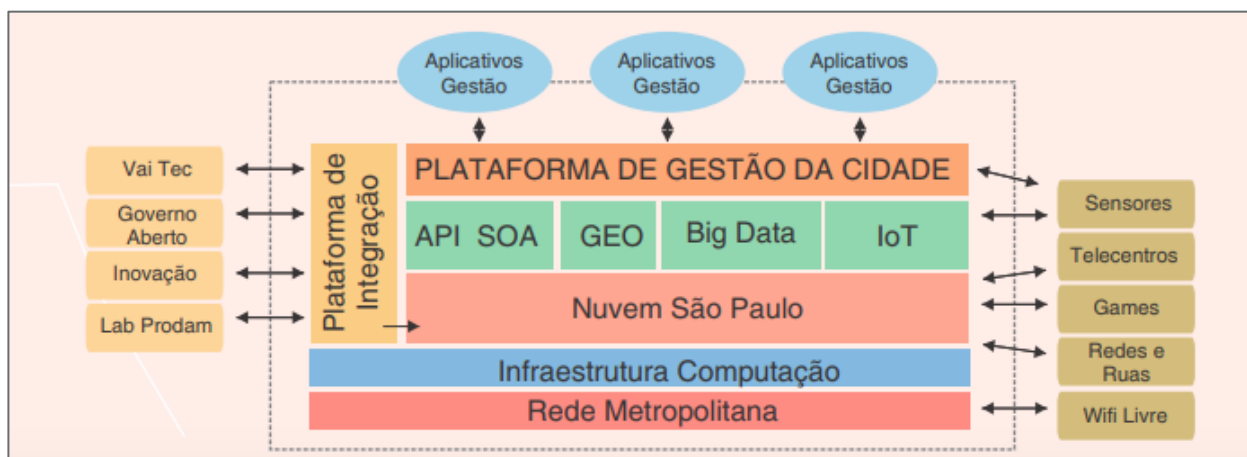 Aplicativos
Gestão
Aplicativos
Gestão
Aplicativos
Gestão
Vai Tec
Governo
Aberto
Inovação
Lab Prodam
Plataforma de
Integração
PLATAFORMA DE GESTÃO DA CIDADE
API SOA
GEO
Big Data
IoT
Nuvem São Paulo
Infraestrutura Computação
Rede Metropolitana
Sensores
Telecentros
Games
Redes e
Ruas
Wifi Livre